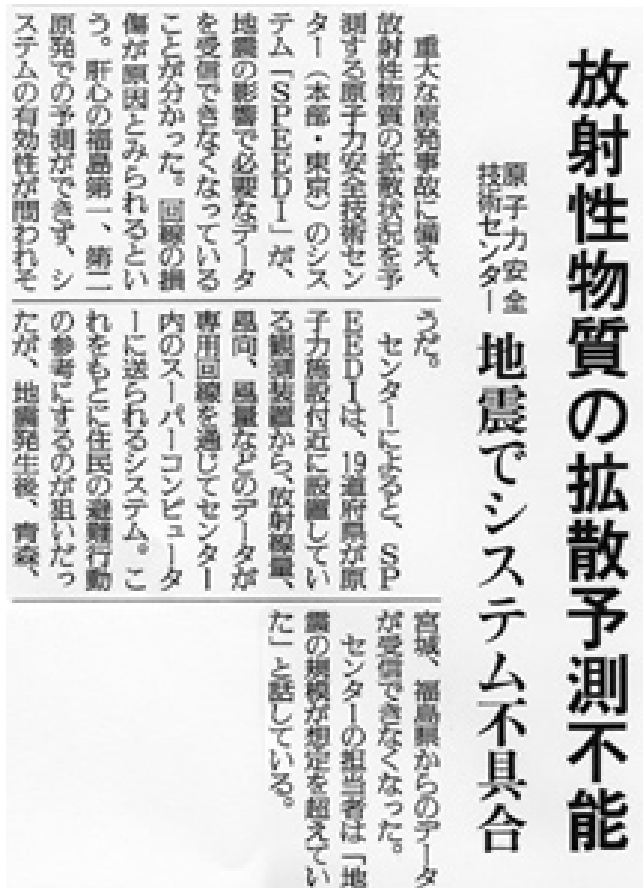 放射性物質の拡散予測不能
原子力安全
技術センター
地震でシステム不具合
重大な原発事故に備え、
放射性物質の拡散状況を予
測する原子力安全技術セン
ター（本部・東京）のシス
テム「ＳＰＥＥＤＩ」が、
地震の影響で必要なデータ
を受信できなくなっている
ことが分かった。回線の損
傷が原因とみられるとい
う。肝心の福島第一、第二
原発での予測ができず、シ
ステムの有効性が問われそ
うだ。
センターによると、ＳＰ
ＥＥＤＩは、19道府県が原
子力施設付近に設置してい
る観測装置から、放射線量、
風向、風量などのデータが
専用回線を通じてセンター
内のスーパーコンピュータ
ーに送られるシステム。こ
れをもとに住民の避難行動
の参考にするのが狙いだっ
たが、地震発生後、青森、
宮城、福島県からのデータ
が受信できなくなった。
センターの担当者は「地
震の規模が想定を超えてい
た」と話している。